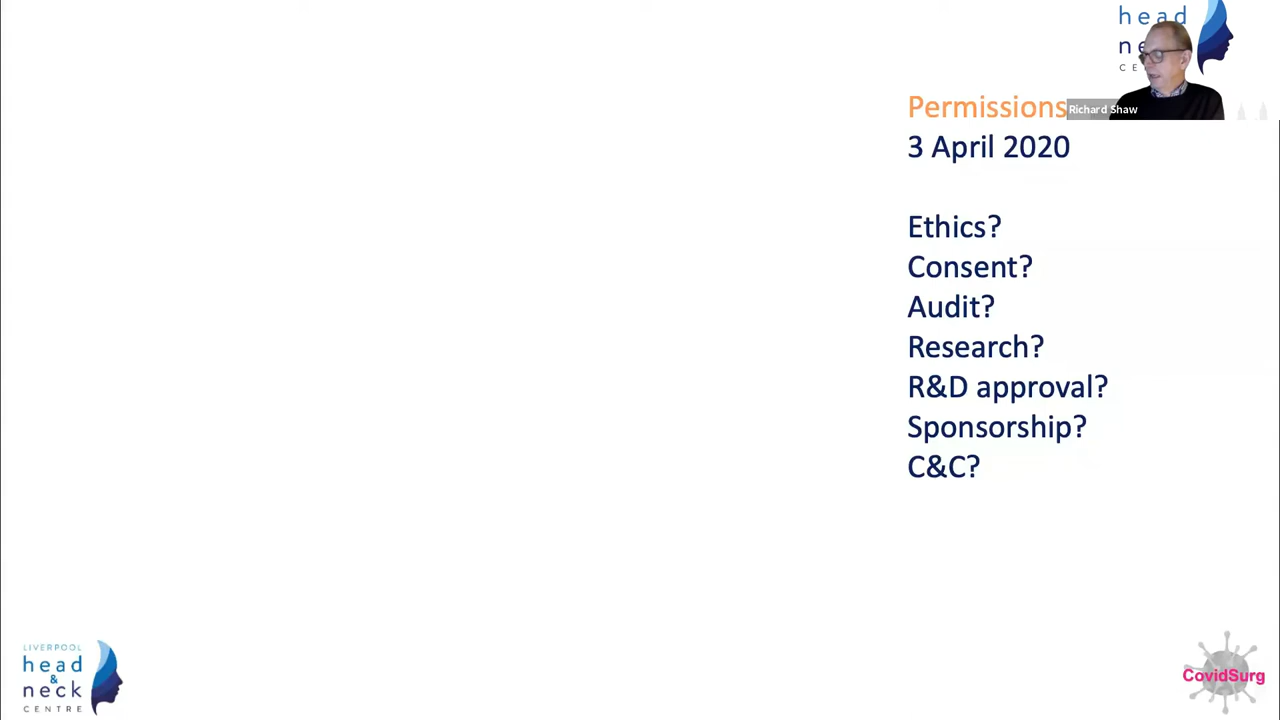 head
ne
CE
Permissions
Richard Shaw
3 April 2020
Ethics?
Consent?
Audit?
Research?
R&D approval?
Sponsorship?
C&C?
LIVERPOOL
head
&
neck
CENTRE
CovidSurg